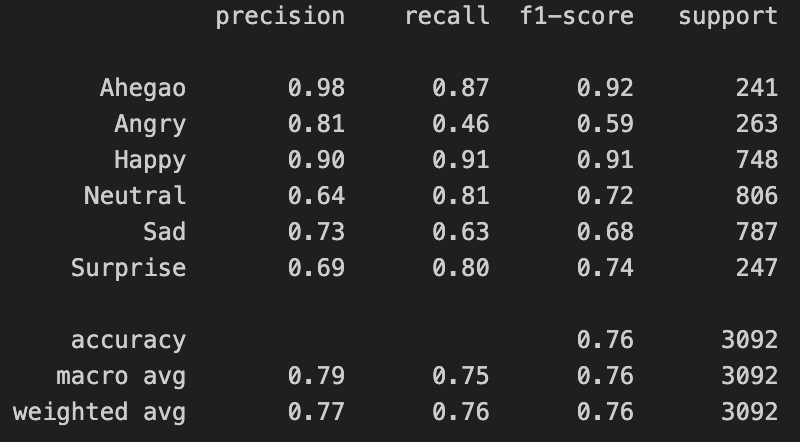 precision recall f1-score support
Ahegao 0.98 0.87 0.92 241
Angry 0.81 0.46 0.59 263
Happy 0.90 0.91 0.91 748
Neutral 0.64 0.81 0.72 806
Sad 0.73 0.63 0.68 787
Surprise 0.69 0.80 0.74 247
accuracy 0.76 3092
macro avg 0.79 0.75 0.76 3092
weighted avg 0.77 0.76 0.76 3092